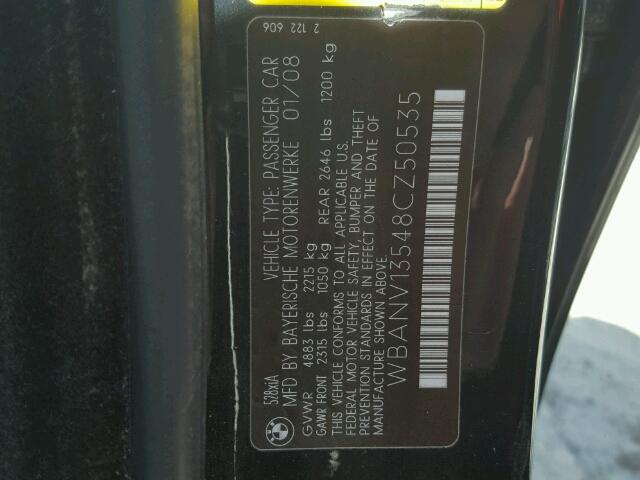 528xiA
VEHICLE TYPE: PASSENGER CAR
MFD BY BAYERISCHE MOTORENWERKE 01/08
GVWR 4883 lbs 2215 kg
GAWR FRONT 2315 lbs 1050 kg REAR 2646 lbs 1200 kg
THIS VEHICLE CONFORMS TO ALL APPLICABLE U.S.
FEDERAL MOTOR VEHICLE SAFETY, BUMPER AND THEFT
PREVENTION STANDARDS IN EFFECT ON THE DATE OF
MANUFACTURE SHOWN ABOVE.
WBANV13548CZ50535
2 122 606